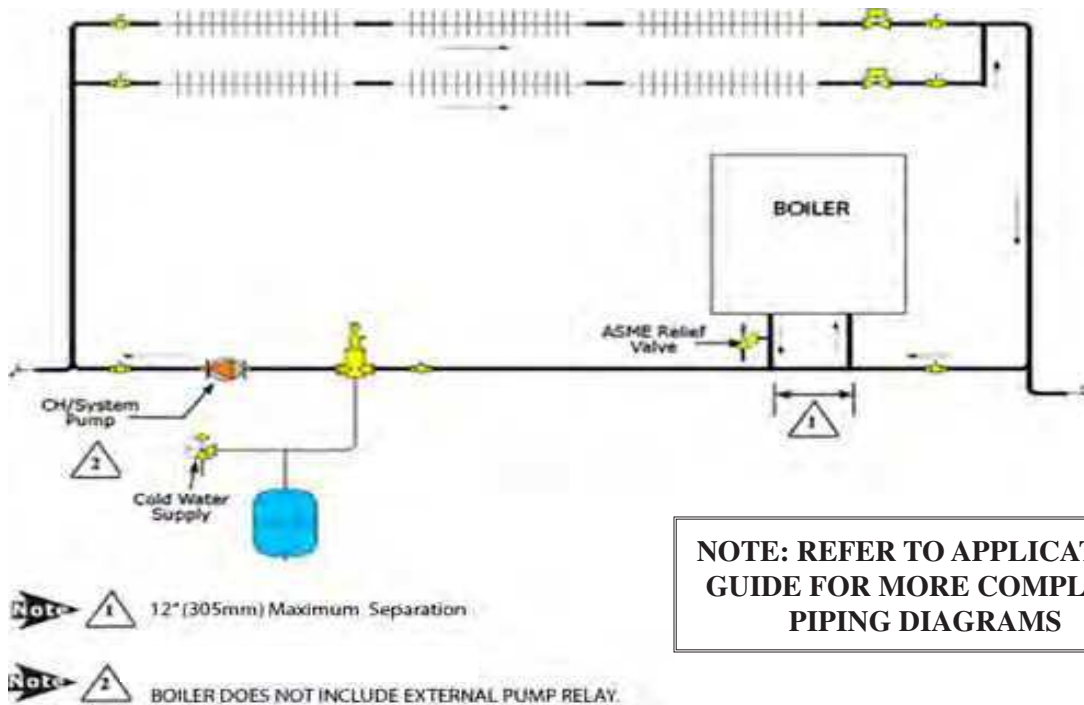 BOILER
ASME Relief
Valve
1
CH/System
Pump
2
Cold Water
Supply
NOTE: REFER TO APPLICAT
GUIDE FOR MORE COMPL
PIPING DIAGRAMS
Note 1 12"(305mm) Maximum Separation
Note 2 BOILER DOES NOT INCLUDE EXTERNAL PUMP RELAY.